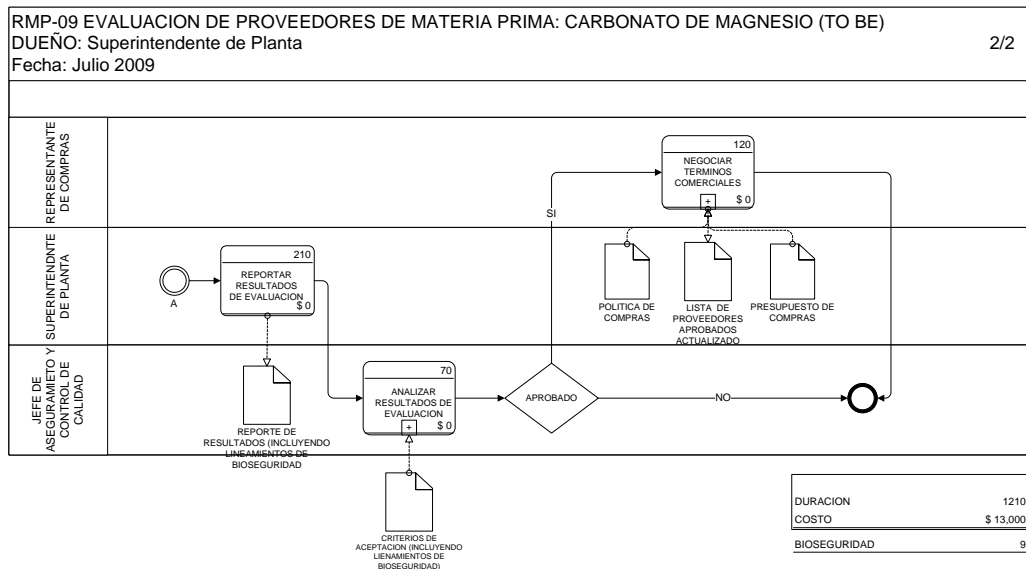 RMP-09 EVALUACION DE PROVEEDORES DE MATERIA PRIMA: CARBONATO DE MAGNESIO (TO BE)
DUEÑO: Superintendente de Planta
2/2
Fecha: Julio 2009
REPRESENTANTE
DE COMPRAS
120
NEGOCIAR
TERMINOS
COMERCIALES
+
$ 0
SI
SUPERINTENDNTE
DE PLANTA
A
210
REPORTAR
RESULTADOS
DE EVALUACION
$ 0
POLITICA DE
COMPRAS
LISTA DE
PROVEEDORES
APROBADOS
ACTUALIZADO
PRESUPUESTO DE
COMPRAS
JEFE DE
ASEGURAMIETO Y
CONTROL DE
CALIDAD
REPORTE DE
RESULTADOS (INCLUYENDO
LINEAMIENTOS DE
BIOSEGURIDAD
70
ANALIZAR
RESULTADOS DE
EVALUACION
+
$ 0
APROBADO
NO
CRITERIOS DE
ACEPTACION (INCLUYENDO
LIENAMIENTOS DE
BIOSEGURIDAD)
DURACION 1210
COSTO $ 13,000
BIOSEGURIDAD 9